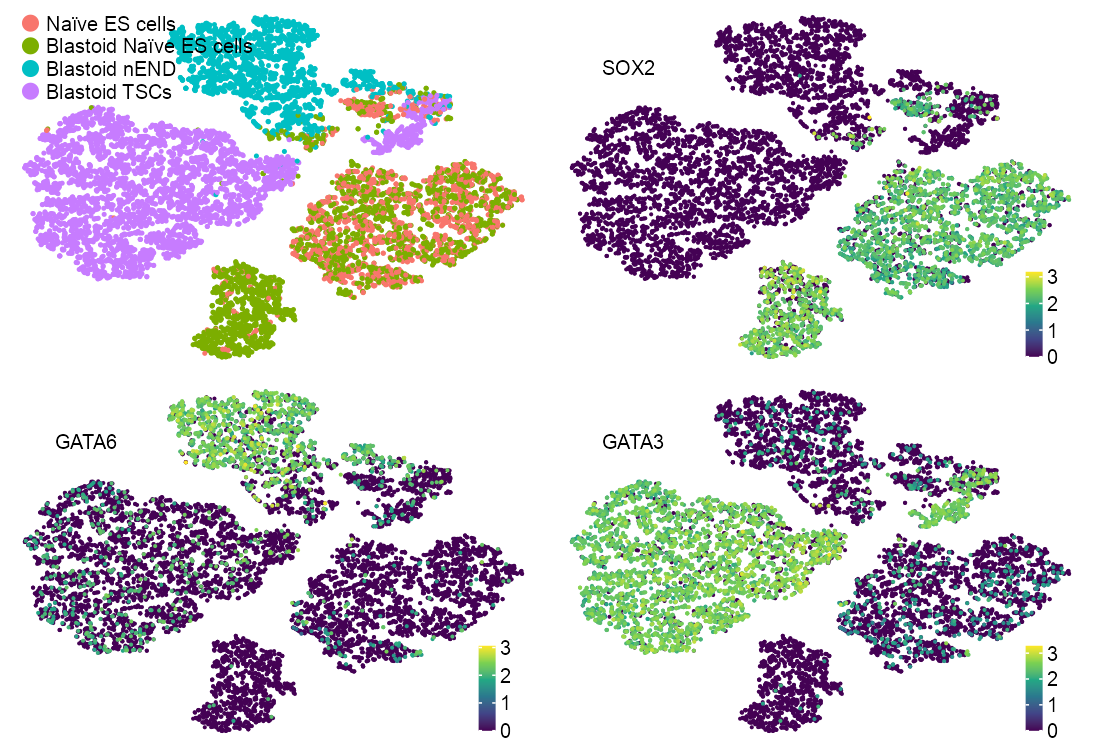 Naïve ES cells
Blastoid Naïve ES cells
Blastoid nEND
Blastoid TSCs
SOX2
3
2
1
0
GATA6
3
2
1
0
GATA3
3
2
1
0